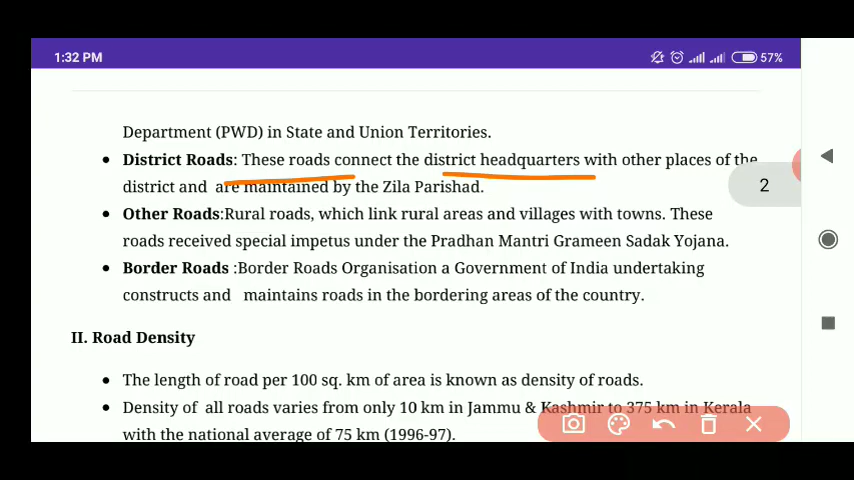 1:32 PM
57%
Department (PWD) in State and Union Territories.
• District Roads: These roads connect the district headquarters with other places of the
district and are maintained by the Zila Parishad.
2
• Other Roads:Rural roads, which link rural areas and villages with towns. These
roads received special impetus under the Pradhan Mantri Grameen Sadak Yojana.
• Border Roads :Border Roads Organisation a Government of India undertaking
constructs and maintains roads in the bordering areas of the country.
II. Road Density
• The length of road per 100 sq. km of area is known as density of roads.
• Density of all roads varies from only 10 km in Jammu & Kashmir to 375 km in Kerala
with the national average of 75 km (1996-97).